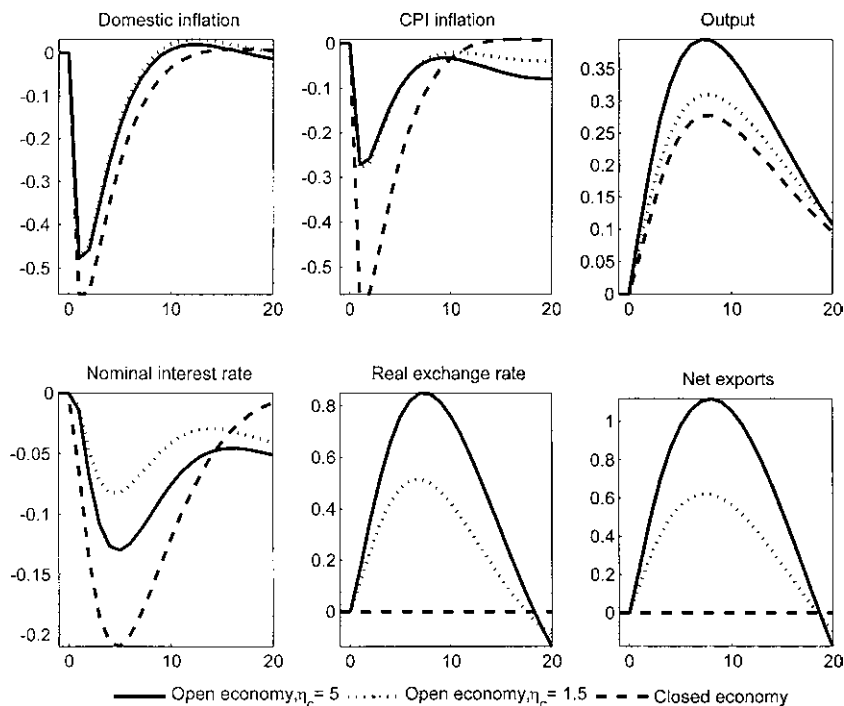 Domestic inflation
CPI inflation
Output
0
-0.1
-0.2
-0.3
-0.4
-0.5
0 10 20
0
-0.1
-0.2
-0.3
-0.4
-0.5
0 10 20
0.35
0.3
0.25
0.2
0.15
0.1
0.05
0
0 10 20
Nominal interest rate
Real exchange rate
Net exports
0
-0.05
-0.1
-0.15
-0.2
0 10 20
0.8
0.6
0.4
0.2
0
0 10 20
1
0.8
0.6
0.4
0.2
0
0 10 20
Open economy,η_c= 5 Open economy,η_c= 1.5 Closed economy